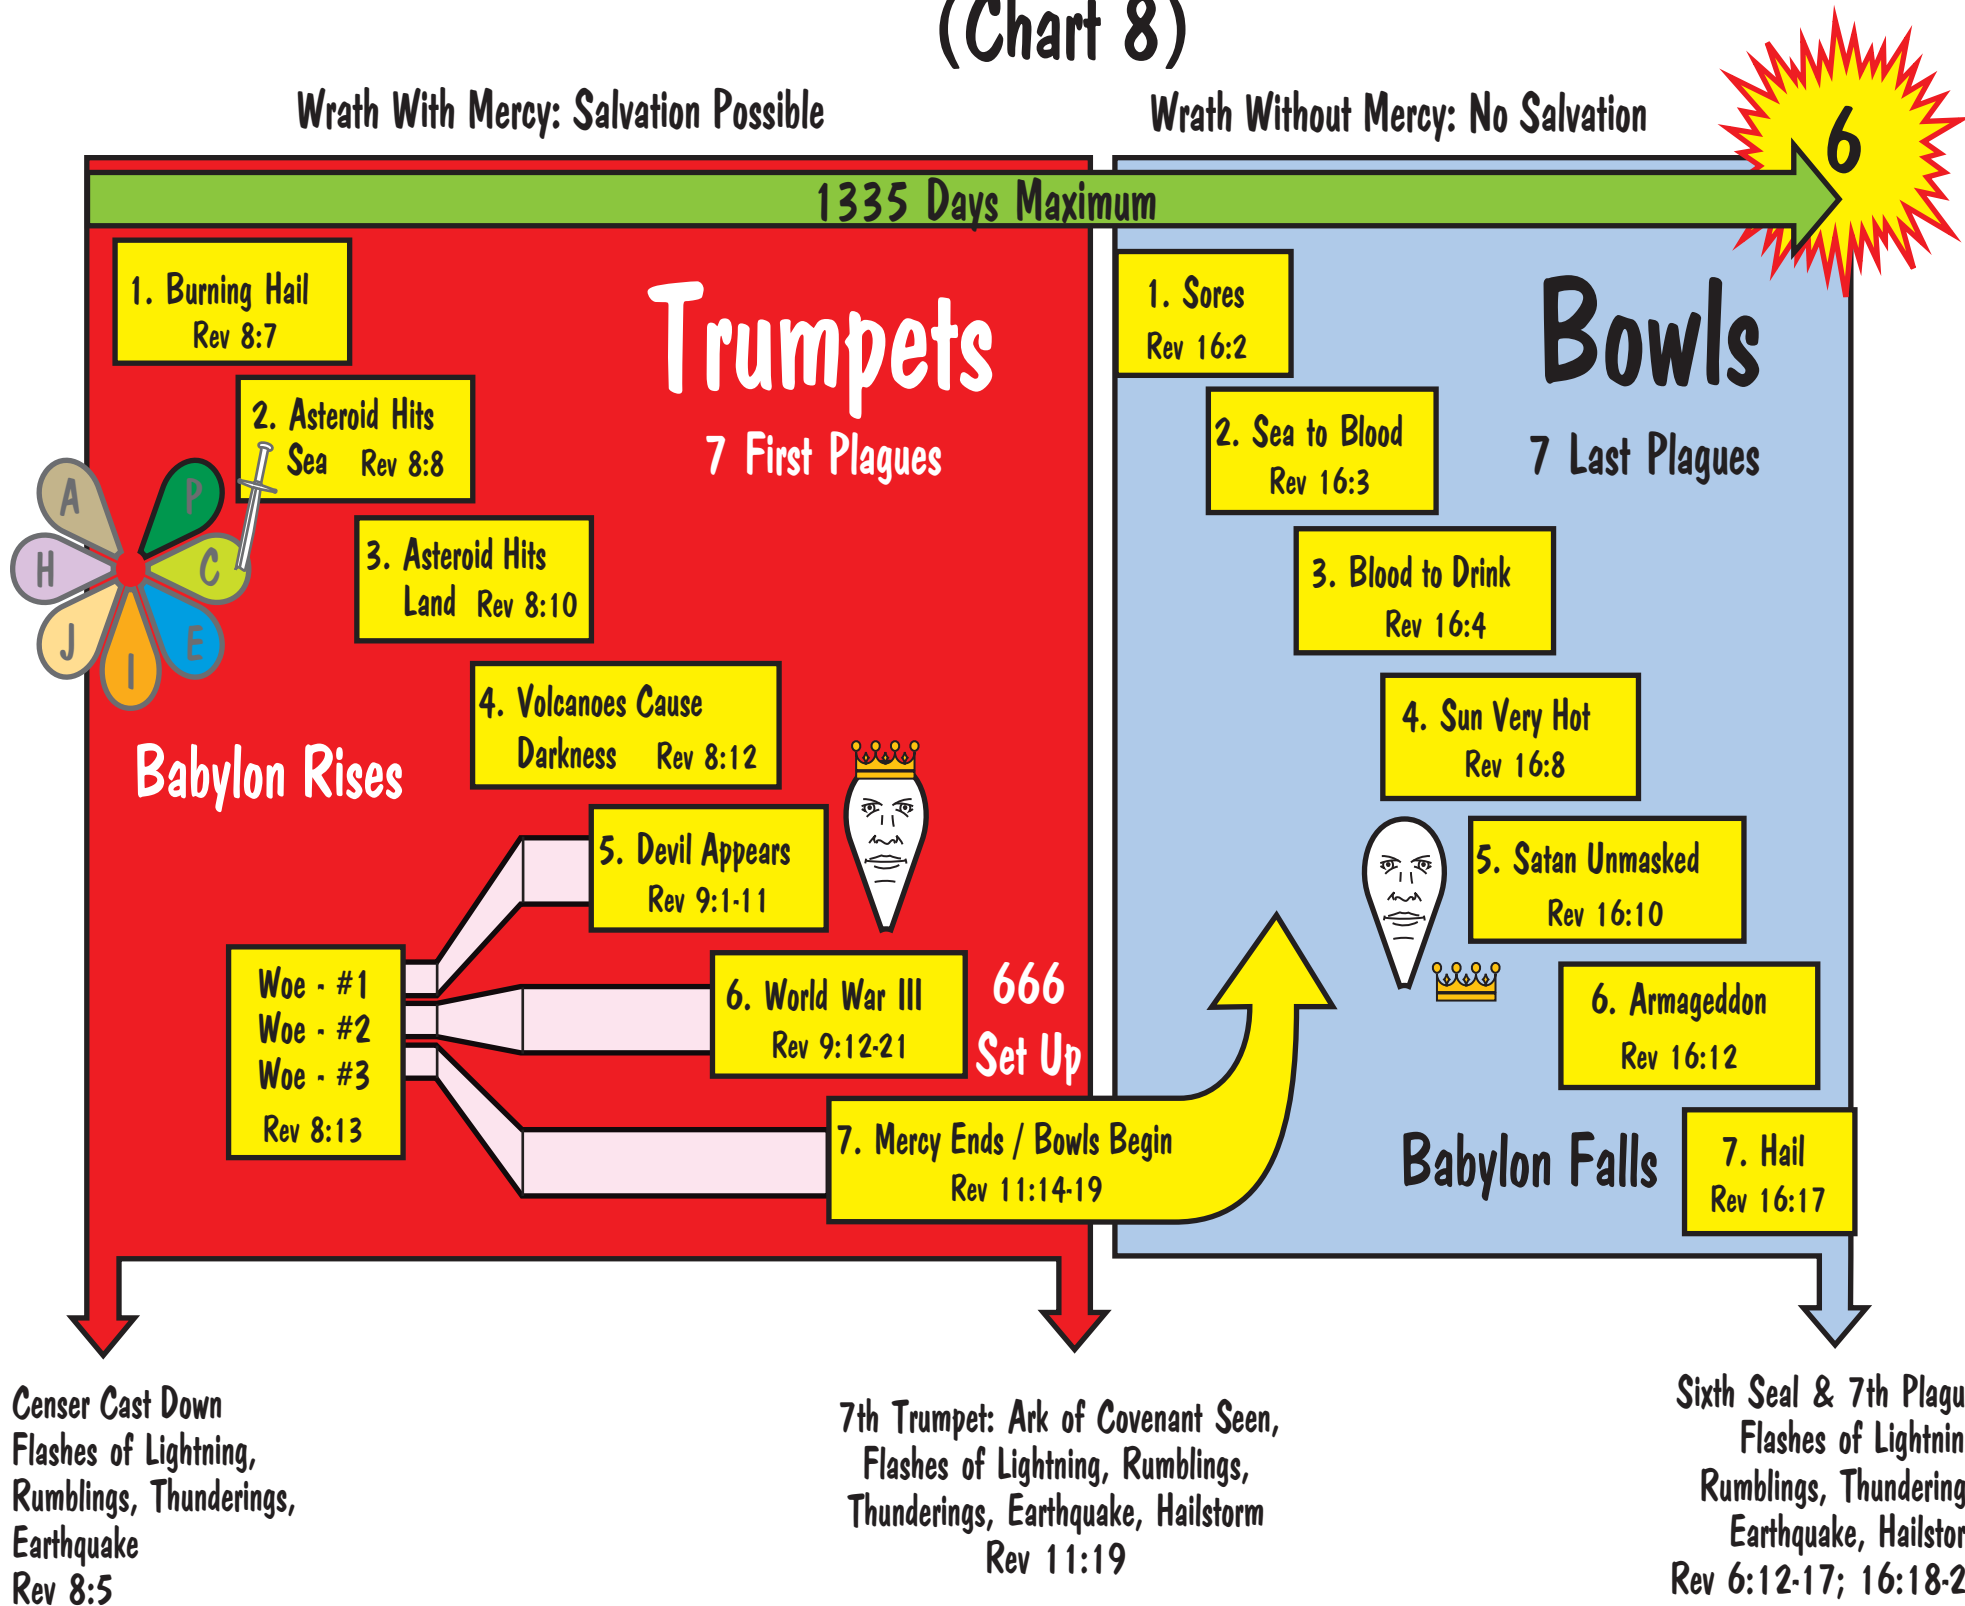 (Chart 8)
Wrath With Mercy: Salvation Possible
Wrath Without Mercy: No Salvation
6
1335 Days Maximum
Trumpets
7 First Plagues
1. Burning Hail
Rev 8:7
2. Asteroid Hits
Sea Rev 8:8
3. Asteroid Hits
Land Rev 8:10
A
P
H
C
J
E
I
4. Volcanoes Cause
Darkness Rev 8:12
Babylon Rises
5. Devil Appears
Rev 9:1-11
Woe - #1
Woe - #2
Woe - #3
Rev 8:13
6. World War III
Rev 9:12-21
666
Set Up
7. Mercy Ends / Bowls Begin
Rev 11:14-19
Bowls
7 Last Plagues
1. Sores
Rev 16:2
2. Sea to Blood
Rev 16:3
3. Blood to Drink
Rev 16:4
4. Sun Very Hot
Rev 16:8
5. Satan Unmasked
Rev 16:10
6. Armageddon
Rev 16:12
Babylon Falls
7. Hail
Rev 16:17
Censer Cast Down
Flashes of Lightning,
Rumblings, Thunderings,
Earthquake
Rev 8:5
7th Trumpet: Ark of Covenant Seen,
Flashes of Lightning, Rumblings,
Thunderings, Earthquake, Hailstorm
Rev 11:19
Sixth Seal & 7th Plagu
Flashes of Lightnin
Rumblings, Thundering
Earthquake, Hailstor
Rev 6:12-17; 16:18-2